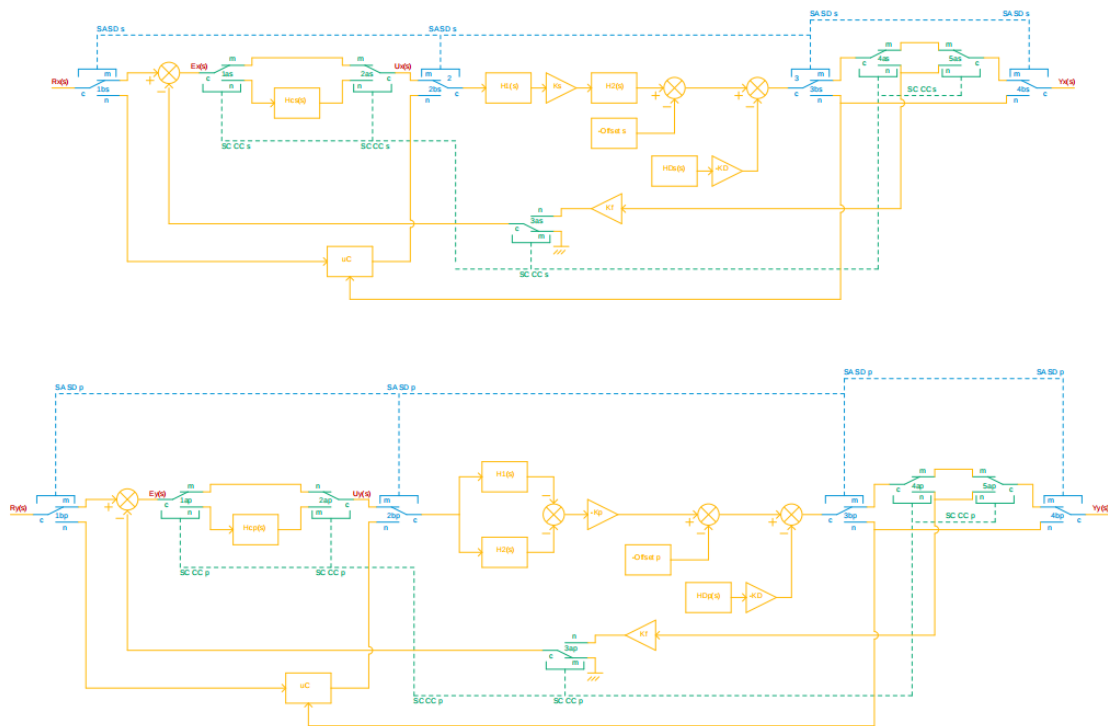 SASD s SASD s SASD s SASD s
m Ex(s) m m Ux(s) m 2 3 m m 4as m 5as m
Rx(s) c 1bs + − c 1as 2as c 2bs H1(s) Ks H2(s) + + c 3bs c c 4bs Yx(s)
n n Hcs(s) n n c − − n n n n c
-Offset s SC CC s
SC CC s SC CC s HDs(s) -KD
n KT
c 3as
m
uC SC CC s SC CC s
SASD p SASD p
SASD p SASD p
m m m m m
Ry(s) Ey(s) Uy(s) H1(s) 4ap 5ap Yy(s)
c 1bp + − c 1ap 2ap c m 2bp − -Kp + + m 3bp c c m 4bp
n n Hcp(s) m n c − − − c n n n n c
H2(s) -Offset p SC CC p
SC CC p SC CC p HDp(s) -KD
n KT
c 3ap
m
uC SC CC p SC CC p